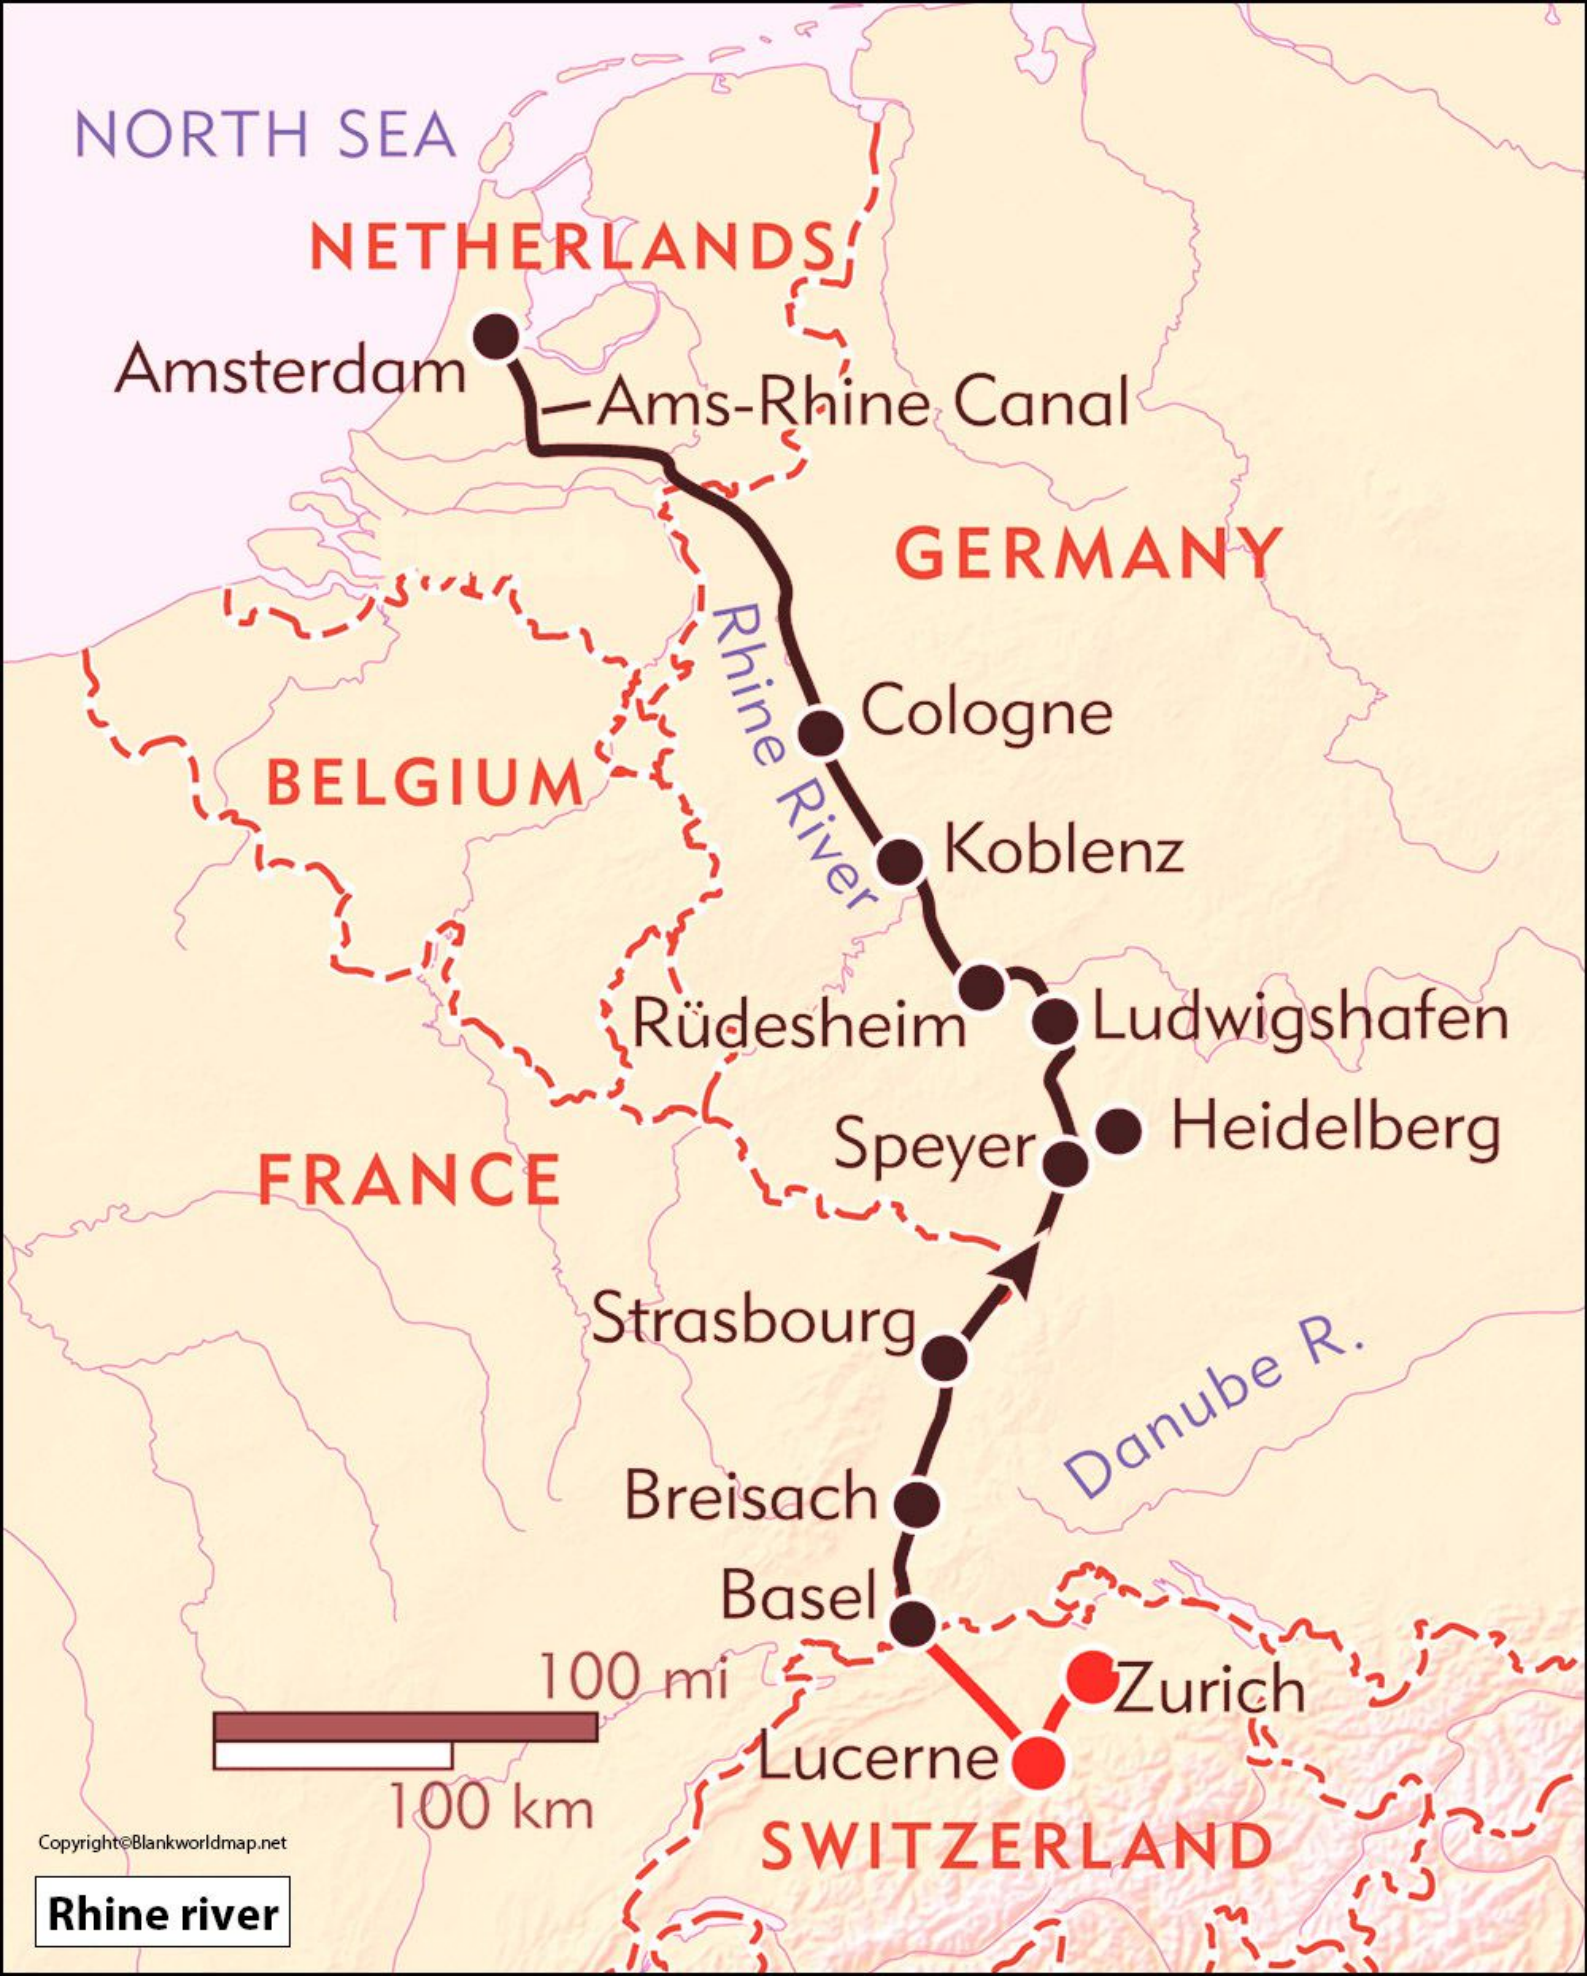 NORTH SEA
NETHERLANDS
Amsterdam
Ams-Rhine Canal
GERMANY
Rhine River
Cologne
BELGIUM
Koblenz
Rüdesheim
Ludwigshafen
Heidelberg
Speyer
FRANCE
Strasbourg
Danube R.
Breisach
Basel
100 mi
Zurich
Lucerne
100 km
SWITZERLAND
Copyright©Blankworldmap.net
Rhine river